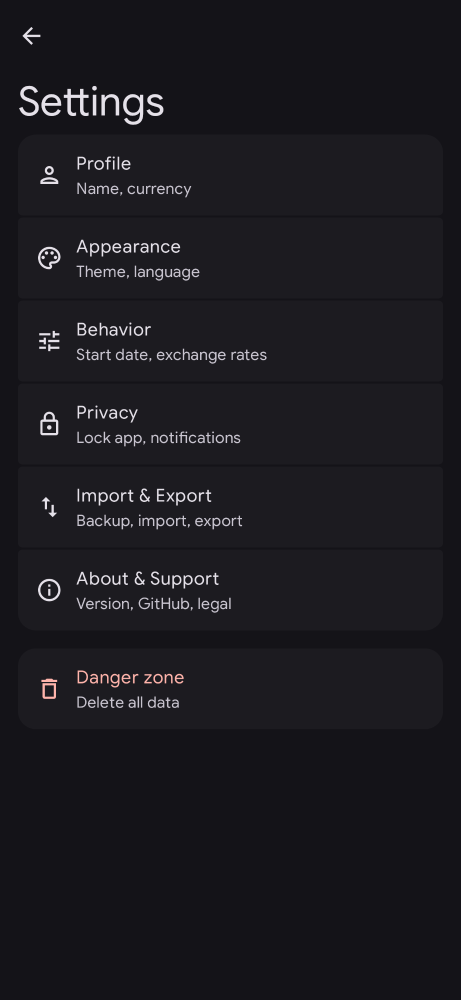 Settings
Profile
Name, currency
Appearance
Theme, language
Behavior
Start date, exchange rates
Privacy
Lock app, notifications
Import & Export
Backup, import, export
About & Support
Version, GitHub, legal
Danger zone
Delete all data